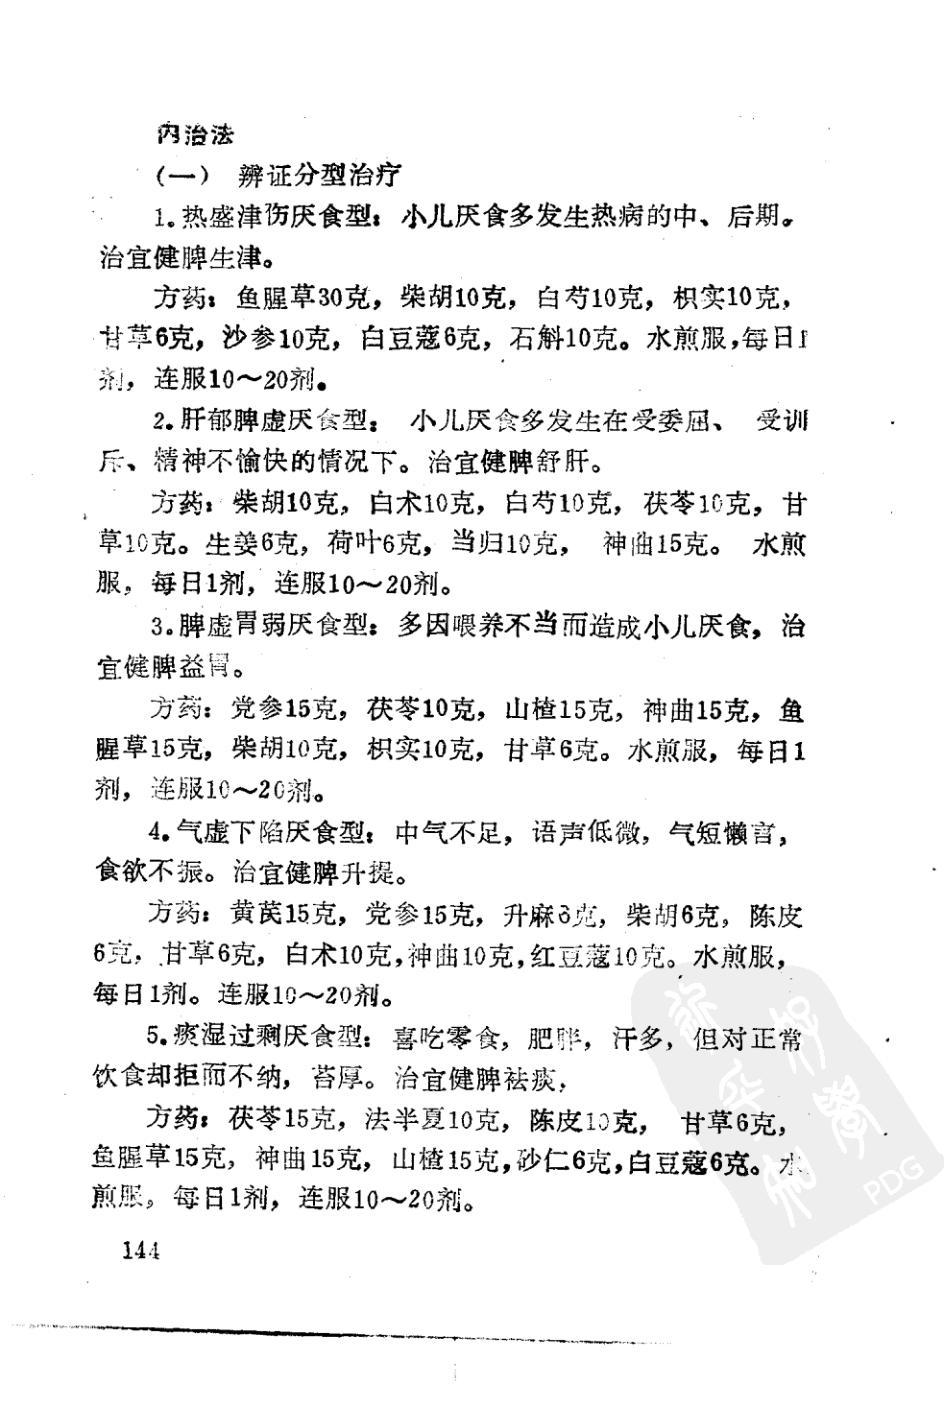 内治法
（一） 辨证分型治疗
1。热盛津伤厌食型：小儿厌食多发生热病的中、后期。
治宜健脾生津。
方药：鱼腥草30克，柴胡10克，白芍10克，枳实10克，
甘草6克，沙参10克，白豆蔻6克，石斛10克。水煎服，每日1
剂，连服10～20剂。
2。肝郁脾虚厌食型： 小儿厌食多发生在受委屈、 受训
斥、精神不愉快的情况下。治宜健脾舒肝。
方药：柴胡10克，白术10克，白芍10克，茯苓10克，甘
草10克。生姜6克，荷叶6克，当归10克， 神曲15克。 水煎
服，每日1剂，连服10～20剂。
3。脾虚胃弱厌食型：多因喂养不当而造成小儿厌食，治
宜健脾益胃。
方药：党参15克，茯苓10克，山楂15克，神曲15克，鱼
腥草15克，柴胡10克，枳实10克，甘草6克。水煎服，每日1
剂，连服10～20剂。
4。气虚下陷厌食型：中气不足，语声低微，气短懒言，
食欲不振。治宜健脾升提。
方药：黄芪15克，党参15克，升麻6克，柴胡6克，陈皮
6克，甘草6克，白术10克，神曲10克，红豆蔻10克。水煎服，
每日1剂。连服10～20剂。
5。痰湿过剩厌食型：喜吃零食，肥胖，汗多，但对正常
饮食却拒而不纳，苔厚。治宜健脾祛痰，
方药：茯苓15克，法半夏10克，陈皮10克， 甘草6克，
鱼腥草15克，神曲15克，山楂15克，砂仁6克，白豆蔻6克。水
煎服。每日1剂，连服10～20剂。
144
PDG